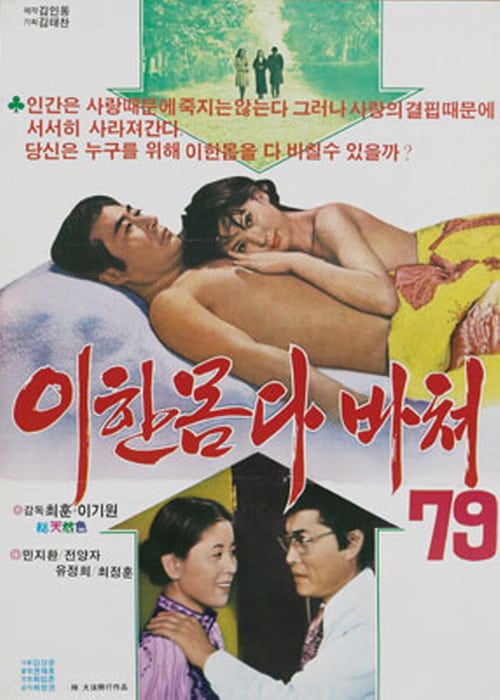 제작 김인동
기획 김태찬
♣인간은 사랑때문에 죽지는 않는다 그러나 사랑의 결핍때문에
서서히 사라져간다.
당신은 누구를 위해 이한몸을 다 바칠수 있을까?
이한몸다 바쳐
79
◎감독 최훈·이기원
総天然色
◎민지환/전양자
유정희/최정훈